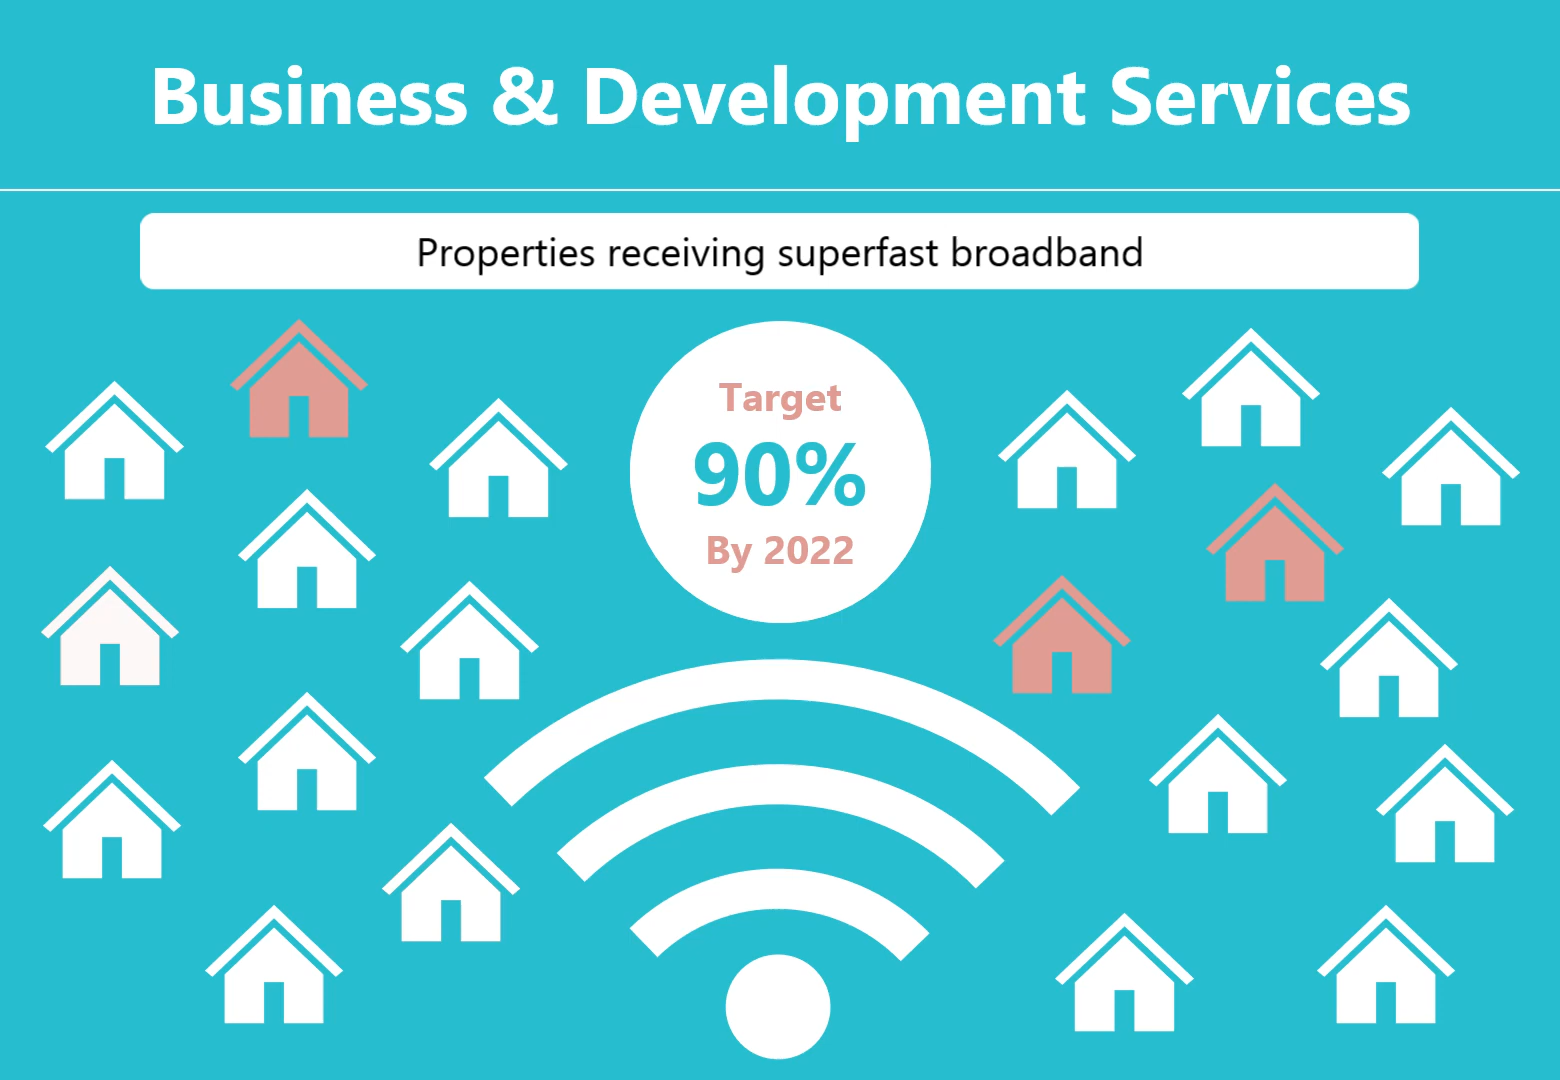 Business & Development Services
Properties receiving superfast broadband
Target
90%
By 2022